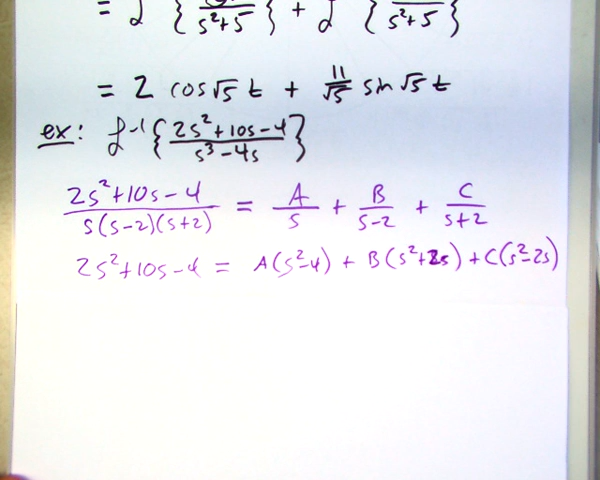 = ℒ { / s²+5 } + ℒ { / s²+5 }
= 2 cos√5 t + 11/√5 sin √5 t
ex: ℒ⁻¹{ 2s²+10s-4 / s³-4s }
2s²+10s-4 / s(s-2)(s+2) = A/s + B/s-2 + C/s+2
2s²+10s-4 = A(s²-4) + B(s²+2s) + C(s²-2s)